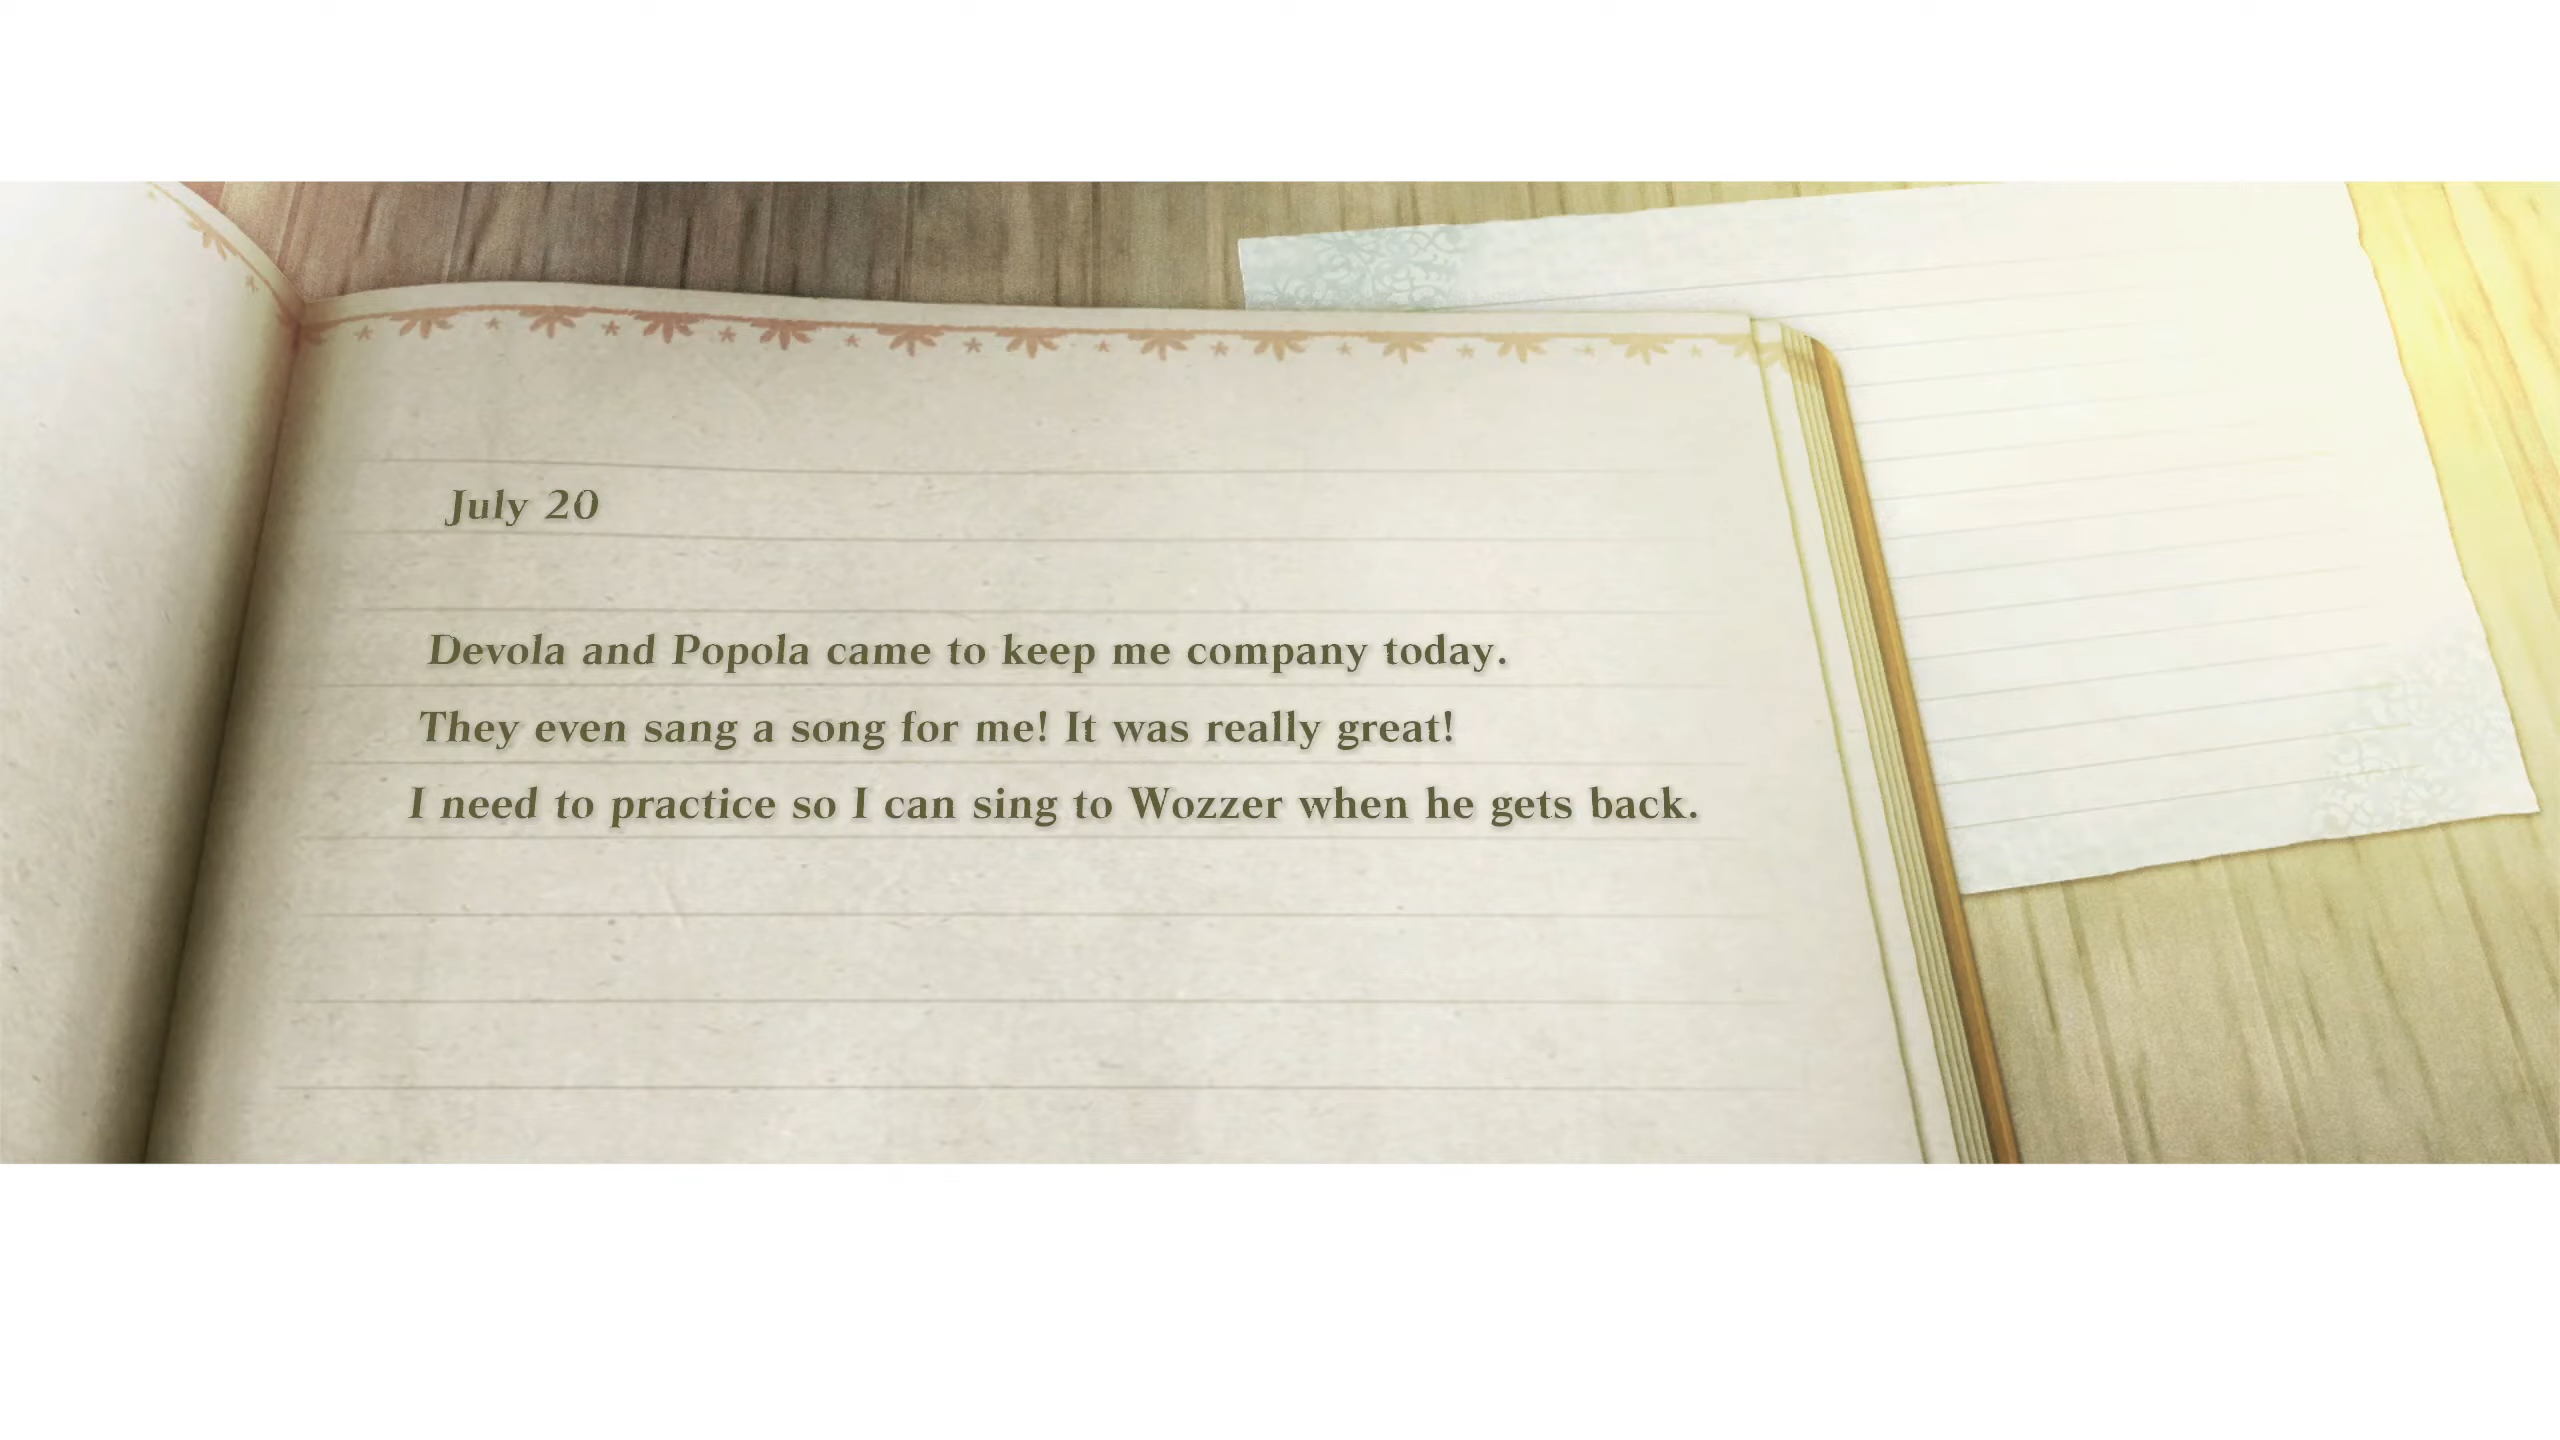 July 20
Devola and Popola came to keep me company today.
They even sang a song for me! It was really great!
I need to practice so I can sing to Wozzer when he gets back.